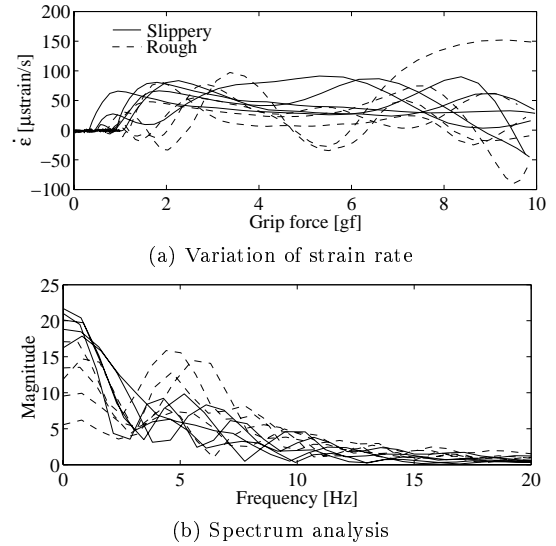 200
150
100
50
0
−50
−100
ε̇ [μstrain/s]
Slippery
Rough
0 2 4 6 8 10
Grip force [gf]
(a) Variation of strain rate
25
20
15
10
5
0
Magnitude
0 5 10 15 20
Frequency [Hz]
(b) Spectrum analysis